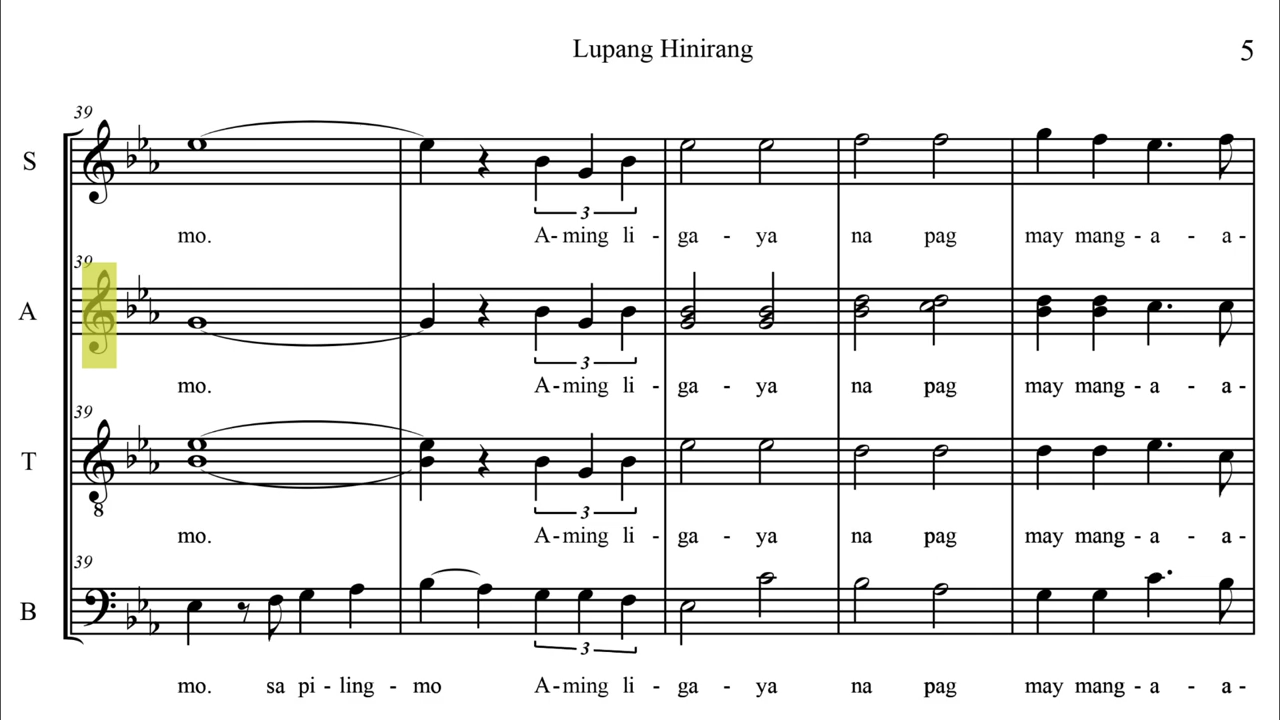 Lupang Hinirang
5
39
S
3
mo. A-ming li - ga - ya na pag may mang - a - a-
39
A
3
mo. A-ming li - ga - ya na pag may mang - a - a-
39
T
8
3
mo. A-ming li - ga - ya na pag may mang - a - a-
39
B
3
mo. sa pi - ling - mo A-ming li - ga - ya na pag may mang - a - a-